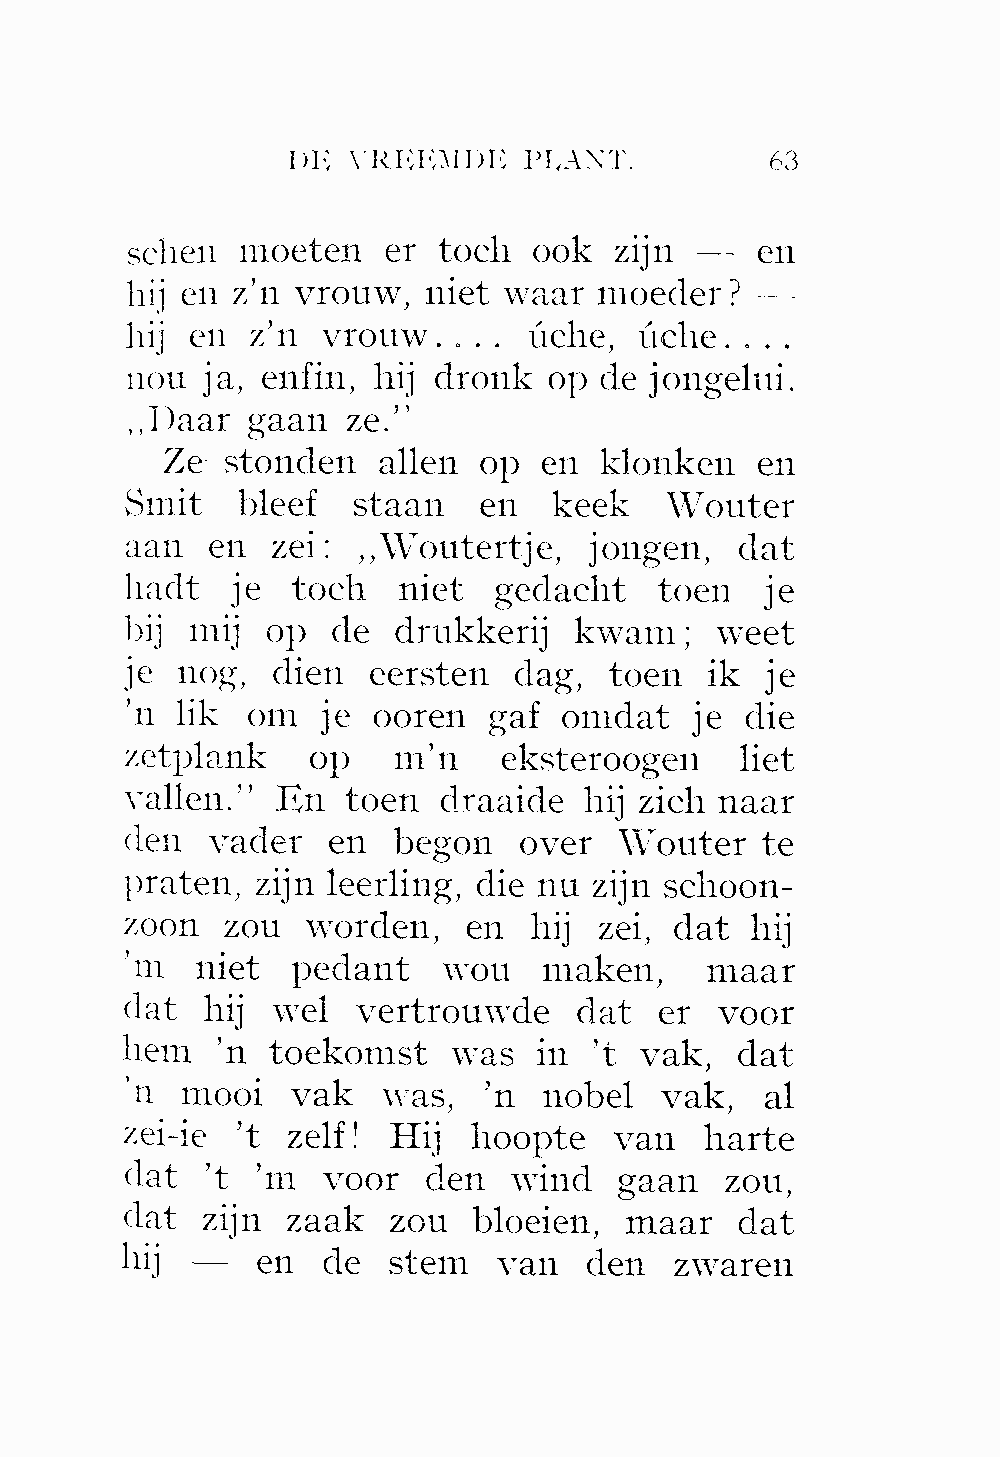 DE VREEMDE PLANT. 63
schen moeten er toch ook zijn — en
hij en z'n vrouw, niet waar moeder? —
hij en z'n vrouw.... úche, úche....
nou ja, enfin, hij dronk op de jongelui.
,,Daar gaan ze.”
Ze stonden allen op en klonken en
Smit bleef staan en keek Wouter
aan en zei: ,,Woutertje, jongen, dat
hadt je toch niet gedacht toen je
bij mij op de drukkerij kwam; weet
je nog, dien eersten dag, toen ik je
'n lik om je ooren gaf omdat je die
zetplank op m'n eksteroogen liet
vallen.” En toen draaide hij zich naar
den vader en begon over Wouter te
praten, zijn leerling, die nu zijn schoon-
zoon zou worden, en hij zei, dat hij
'm niet pedant wou maken, maar
dat hij wel vertrouwde dat er voor
hem 'n toekomst was in 't vak, dat
'n mooi vak was, 'n nobel vak, al
zei-ie 't zelf! Hij hoopte van harte
dat 't 'm voor den wind gaan zou,
dat zijn zaak zou bloeien, maar dat
hij — en de stem van den zwaren